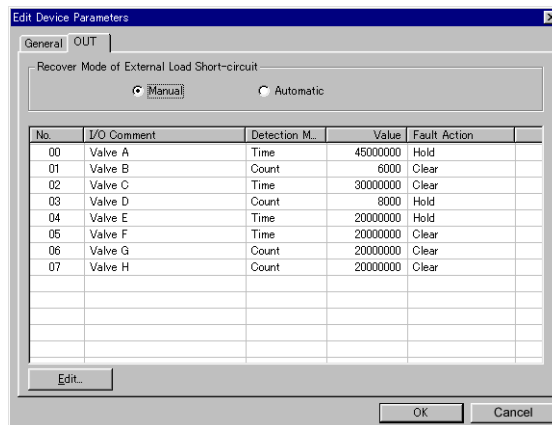 Edit Device Parameters
General OUT
Recover Mode of External Load Short-circuit
Manual Automatic
No. I/O Comment Detection M... Value Fault Action
00 Valve A Time 45000000 Hold
01 Valve B Count 6000 Clear
02 Valve C Time 30000000 Clear
03 Valve D Count 8000 Hold
04 Valve E Time 20000000 Hold
05 Valve F Time 20000000 Clear
06 Valve G Count 20000000 Clear
07 Valve H Count 20000000 Clear
Edit...
OK Cancel